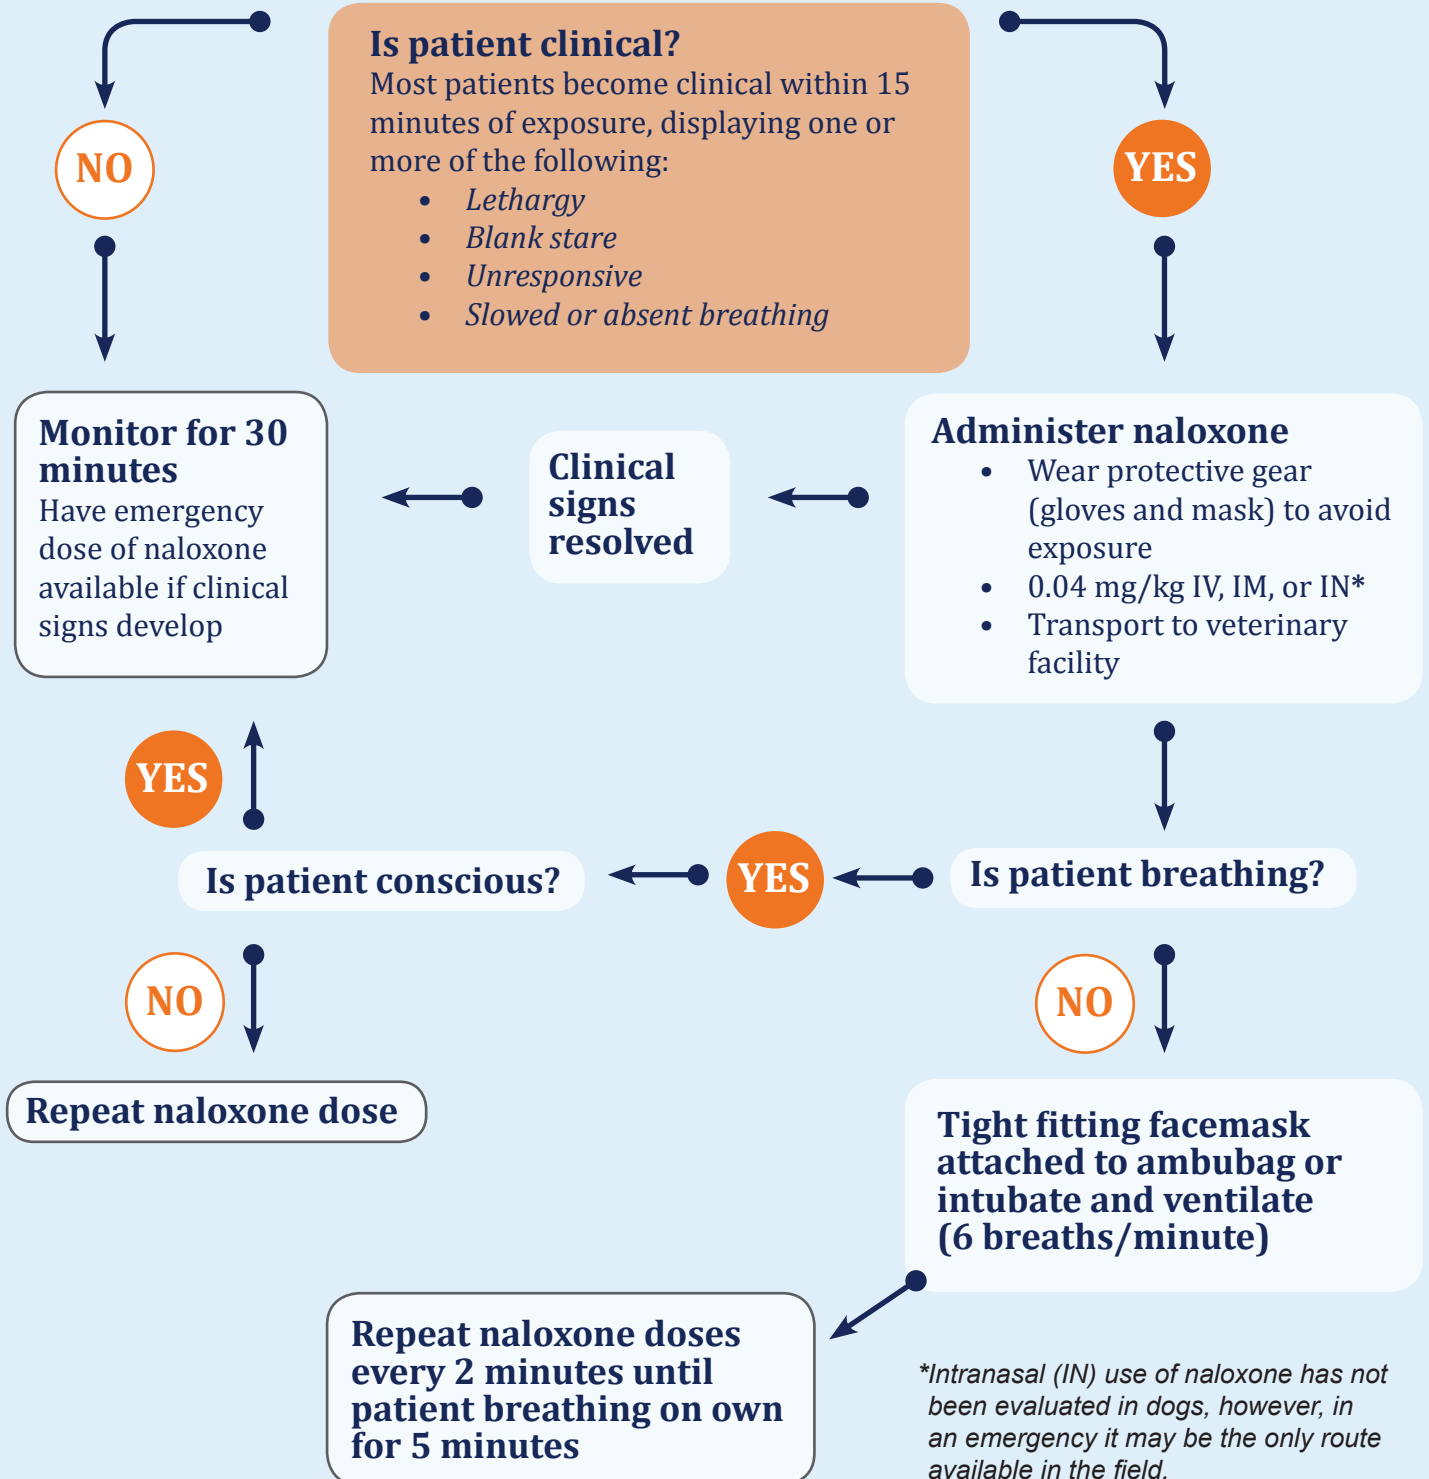 Is patient clinical?
Most patients become clinical within 15
minutes of exposure, displaying one or
more of the following:
• Lethargy
• Blank stare
• Unresponsive
• Slowed or absent breathing
NO
YES
Monitor for 30
minutes
Have emergency
dose of naloxone
available if clinical
signs develop
Clinical
signs
resolved
Administer naloxone
• Wear protective gear
(gloves and mask) to avoid
exposure
• 0.04 mg/kg IV, IM, or IN*
• Transport to veterinary
facility
YES
Is patient conscious?
YES
Is patient breathing?
NO
NO
Repeat naloxone dose
Tight fitting facemask
attached to ambubag or
intubate and ventilate
(6 breaths/minute)
Repeat naloxone doses
every 2 minutes until
patient breathing on own
for 5 minutes
*Intranasal (IN) use of naloxone has not
been evaluated in dogs, however, in
an emergency it may be the only route
available in the field.